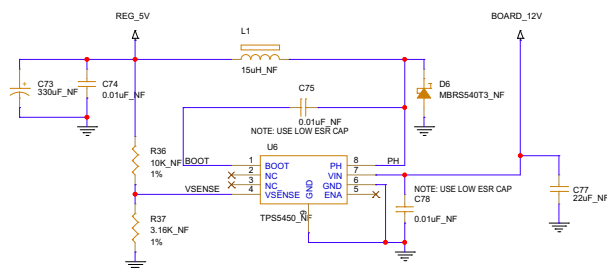 REG_5V
BOARD_12V
L1
15uH_NF
C73
330uF_NF
C74
0.01uF_NF
C75
0.01uF_NF
NOTE: USE LOW ESR CAP
D6
MBRS540T3_NF
R36
10K_NF
1%
BOOT
VSENSE
U6
1
2
3
4
BOOT
NC
NC_
VSENSE
GND
9
PH
VIN
GND
ENA
8
7
6
5
PH
TPS5450_NF
NOTE: USE LOW ESR CAP
C78
0.01uF_NF
C77
22uF_NF
R37
3.16K_NF
1%